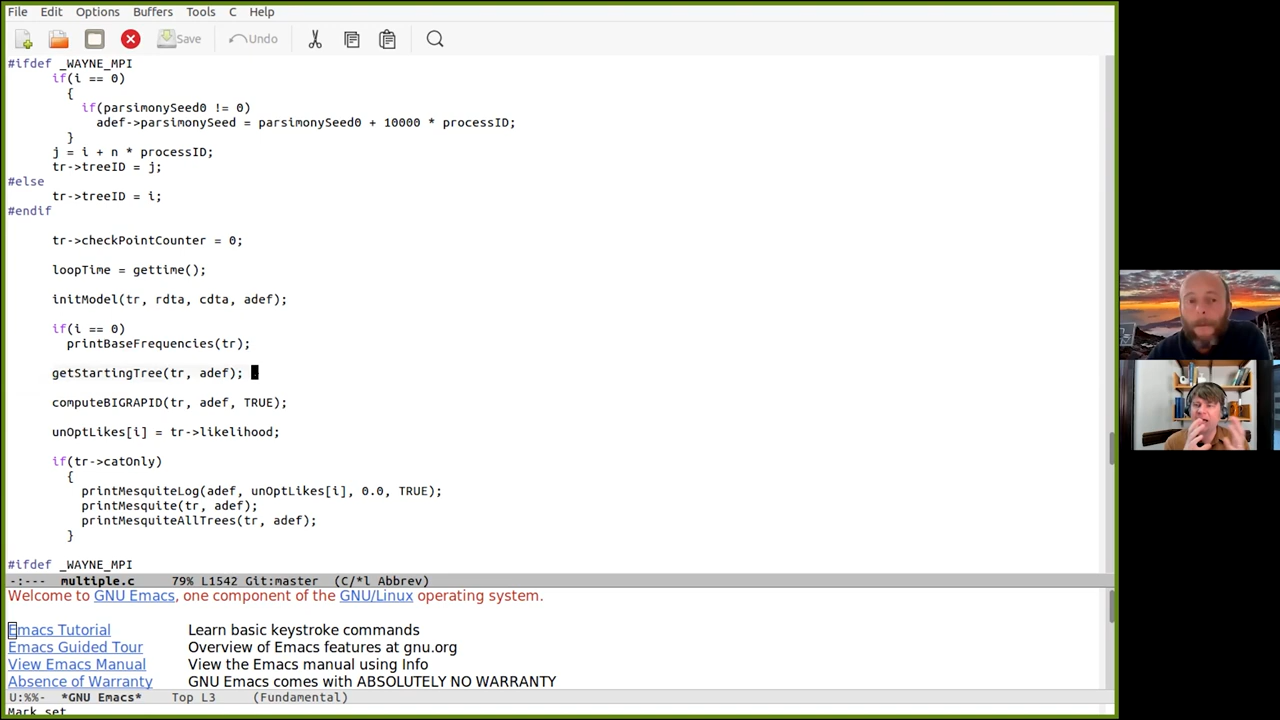 File Edit Options Buffers Tools C Help
Save Undo
#ifdef _WAYNE_MPI
if(i == 0)
{
if(parsimonySeed0 != 0)
adef->parsimonySeed = parsimonySeed0 + 10000 * processID;
}
j = i + n * processID;
tr->treeID = j;
#else
tr->treeID = i;
#endif
tr->checkPointCounter = 0;
loopTime = gettime();
initModel(tr, rdta, cdta, adef);
if(i == 0)
printBaseFrequencies(tr);
getStartingTree(tr, adef);
computeBIGRAPID(tr, adef, TRUE);
unOptLikes[i] = tr->likelihood;
if(tr->catOnly)
{
printMesquiteLog(adef, unOptLikes[i], 0.0, TRUE);
printMesquite(tr, adef);
printMesquiteAllTrees(tr, adef);
}
#ifdef _WAYNE_MPI
-:--- multiple.c 79% L1542 Git:master (C/*l Abbrev)
Welcome to GNU Emacs, one component of the GNU/Linux operating system.
Emacs Tutorial Learn basic keystroke commands
Emacs Guided Tour Overview of Emacs features at gnu.org
View Emacs Manual View the Emacs manual using Info
Absence of Warranty GNU Emacs comes with ABSOLUTELY NO WARRANTY
U:%%- *GNU Emacs* Top L3 (Fundamental)
Mark set